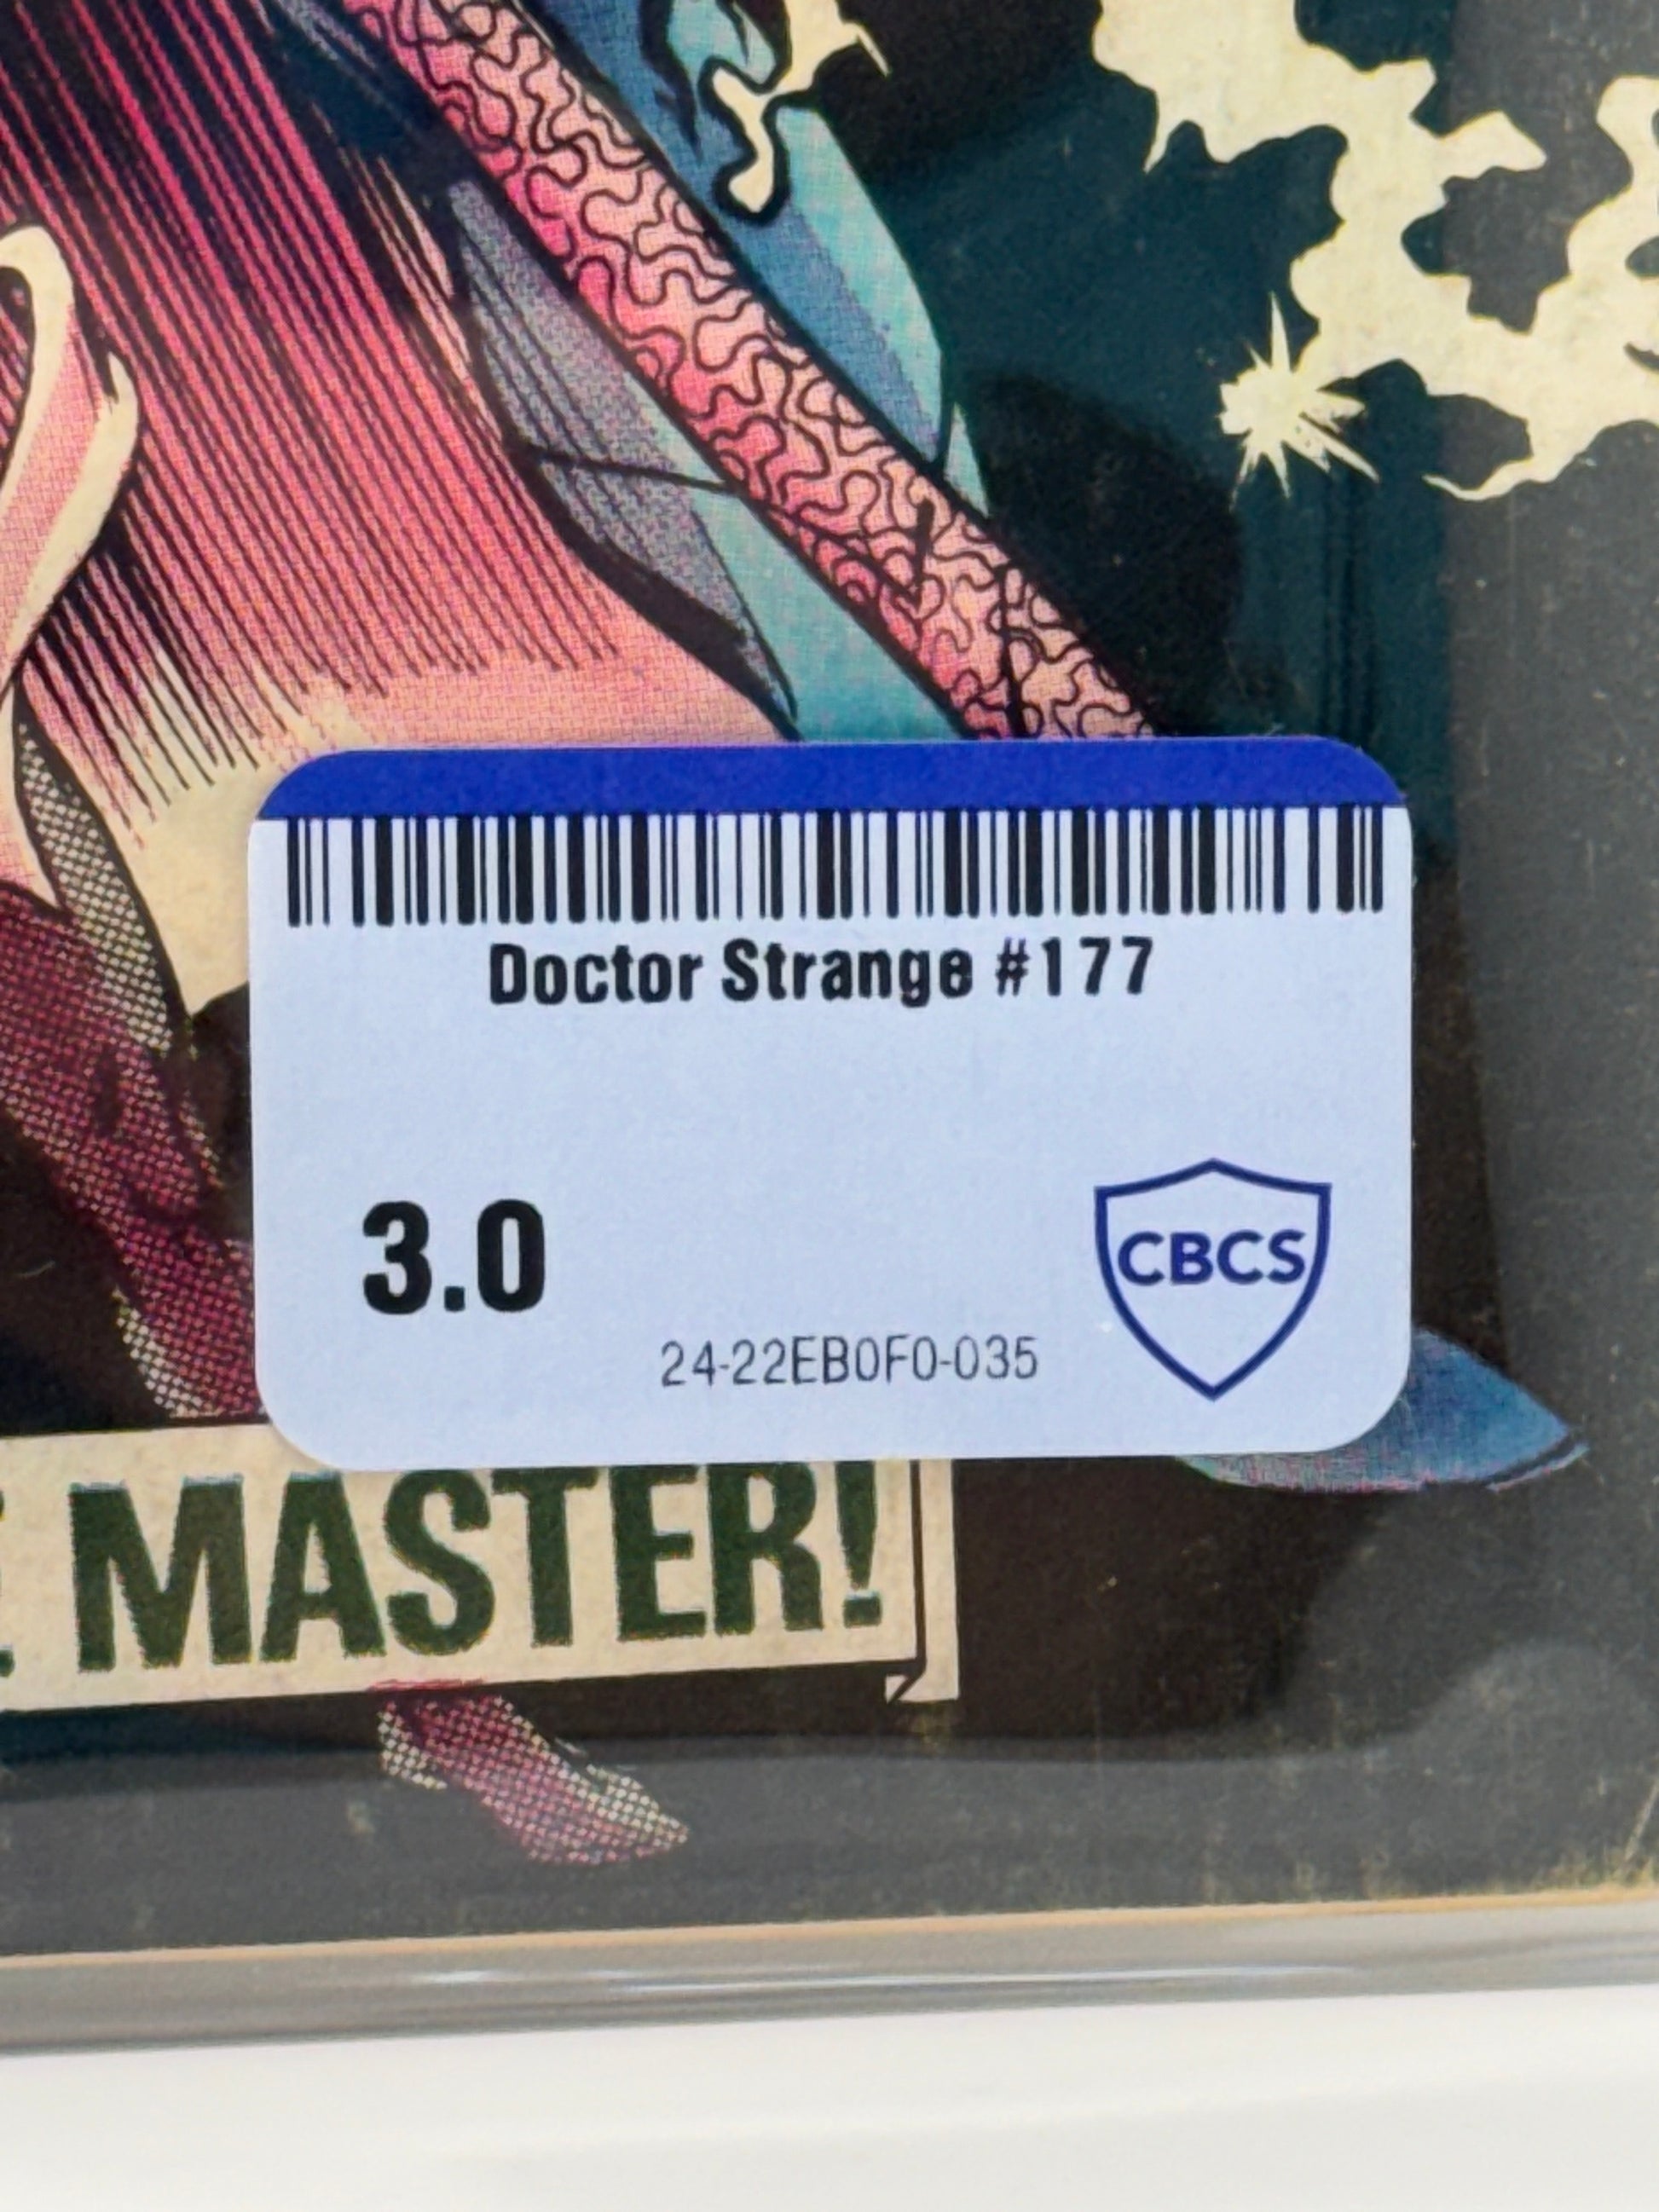 Doctor Strange #177
3.0
CBCS
24-22EB0F0-035
MASTER!